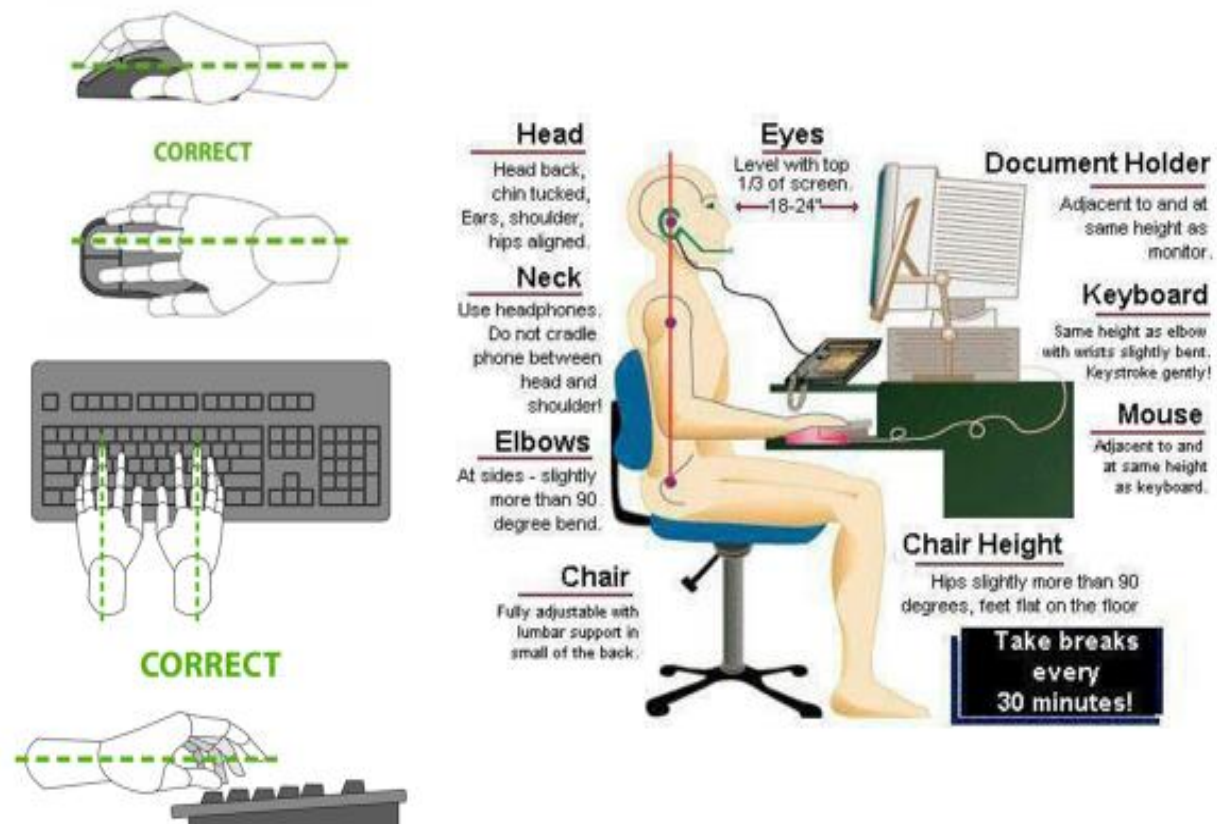 CORRECT
CORRECT
Head
Head back,
chin tucked,
Ears, shoulder,
hips aligned.
Neck
Use headphones.
Do not cradle
phone between
head and
shoulder!
Elbows
At sides - slightly
more than 90
degree bend.
Chair
Fully adjustable with
lumbar support in
small of the back.
Eyes
Level with top
1/3 of screen.
18-24"
Document Holder
Adjacent to and at
same height as
monitor.
Keyboard
Same height as elbow
with wrists slightly bent.
Keystroke gently!
Mouse
Adjacent to and
at same height
as keyboard.
Chair Height
Hips slightly more than 90
degrees, feet flat on the floor
Take breaks
every
30 minutes!